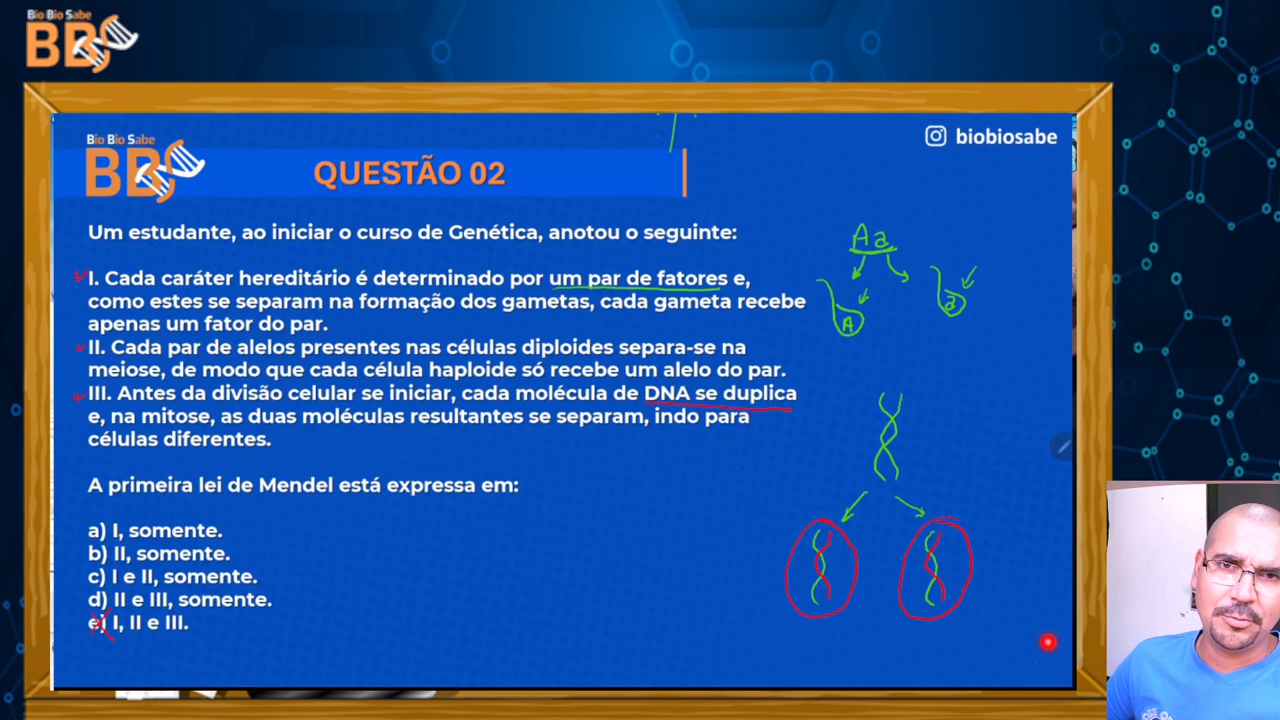 Bio Bio Sabe
BBS
Bio Bio Sabe
BBS
biobiosabe
QUESTÃO 02
Um estudante, ao iniciar o curso de Genética, anotou o seguinte:
I. Cada caráter hereditário é determinado por um par de fatores e,
como estes se separam na formação dos gametas, cada gameta recebe
apenas um fator do par.
II. Cada par de alelos presentes nas células diploides separa-se na
meiose, de modo que cada célula haploide só recebe um alelo do par.
III. Antes da divisão celular se iniciar, cada molécula de DNA se duplica
e, na mitose, as duas moléculas resultantes se separam, indo para
células diferentes.
A primeira lei de Mendel está expressa em:
a) I, somente.
b) II, somente.
c) I e II, somente.
d) II e III, somente.
e) I, II e III.
Aa
A
a